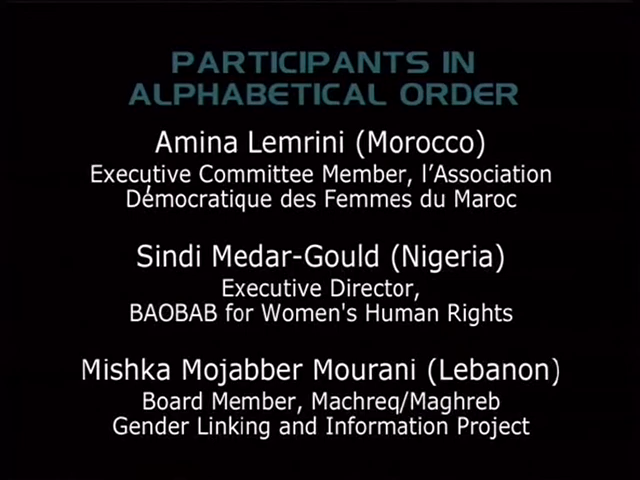 PARTICIPANTS IN
ALPHABETICAL ORDER
Amina Lemrini (Morocco)
Executive Committee Member, l’Association
Démocratique des Femmes du Maroc
Sindi Medar-Gould (Nigeria)
Executive Director,
BAOBAB for Women's Human Rights
Mishka Mojabber Mourani (Lebanon)
Board Member, Machreq/Maghreb
Gender Linking and Information Project